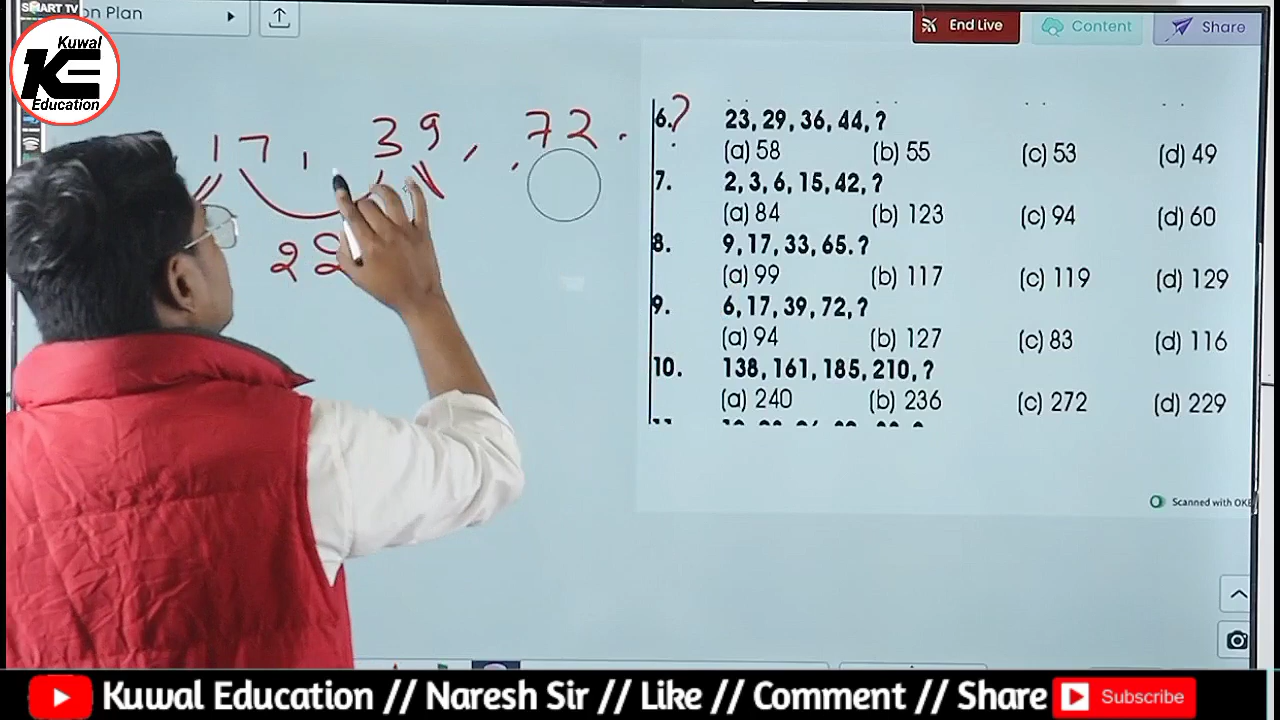 SMART TV
on Plan
End Live
Content
Share
Kuwal
KE
Education
17, 39, 72. ?
22
6. 23, 29, 36, 44, ?
(a) 58 (b) 55 (c) 53 (d) 49
7. 2, 3, 6, 15, 42, ?
(a) 84 (b) 123 (c) 94 (d) 60
8. 9, 17, 33, 65. ?
(a) 99 (b) 117 (c) 119 (d) 129
9. 6, 17, 39, 72, ?
(a) 94 (b) 127 (c) 83 (d) 116
10. 138, 161, 185, 210, ?
(a) 240 (b) 236 (c) 272 (d) 229
Scanned with OKE
Kuwal Education // Naresh Sir // Like // Comment // Share
Subscribe